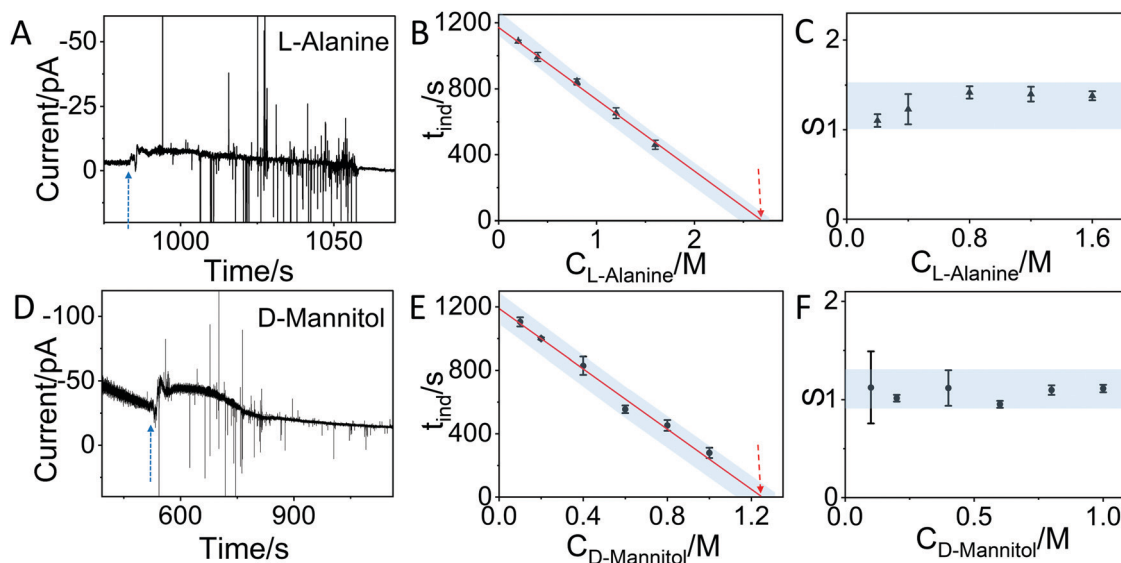 A
L-Alanine
Current/pA
-50
-25
0
1000
1050
Time/s
B
t_ind/s
1200
800
400
0
0
1
2
C_L-Alanine/M
C
S
2
1
0.0
0.8
1.6
C_L-Alanine/M
D
D-Mannitol
Current/pA
-100
-50
0
600
900
Time/s
E
t_ind/s
1200
800
400
0
0.0
0.4
0.8
1.2
C_D-Mannitol/M
F
S
2
1
0
0.0
0.5
1.0
C_D-Mannitol/M